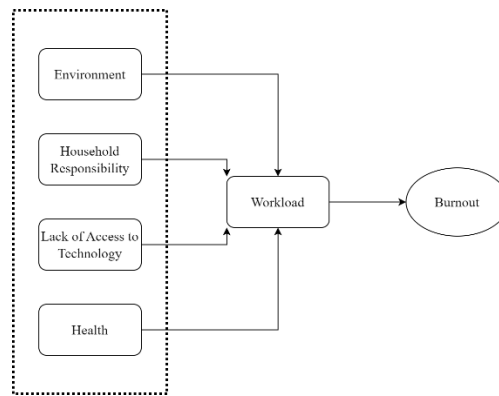 Environment
Household
Responsibility
Workload
Burnout
Lack of Access to
Technology
Health